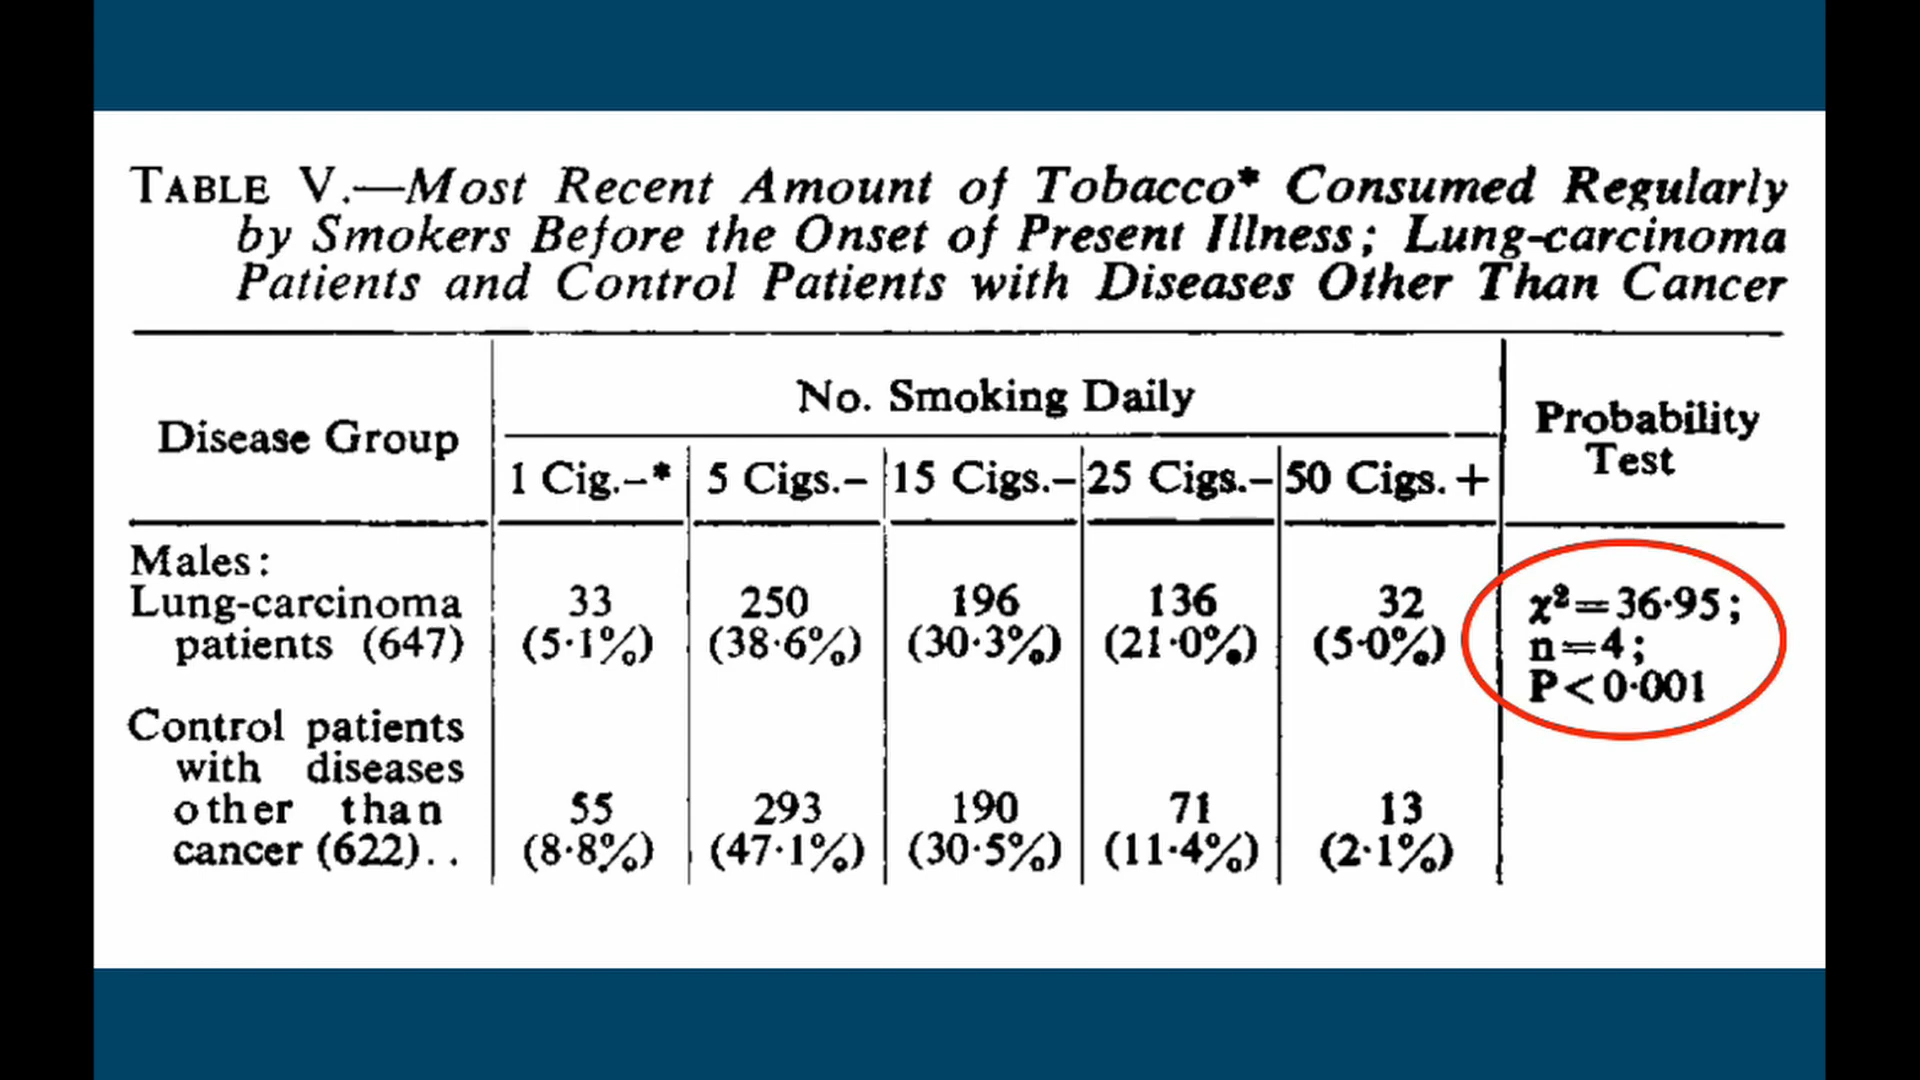 TABLE V.—Most Recent Amount of Tobacco* Consumed Regularly
by Smokers Before the Onset of Present Illness; Lung-carcinoma
Patients and Control Patients with Diseases Other Than Cancer
Disease Group
No. Smoking Daily
Probability
Test
1 Cig.–* 5 Cigs.– 15 Cigs.– 25 Cigs.– 50 Cigs. +
Males:
Lung-carcinoma 33 250 196 136 32 χ²=36·95;
patients (647) (5·1%) (38·6%) (30·3%) (21·0%) (5·0%) n=4;
P<0·001
Control patients
with diseases
other than 55 293 190 71 13
cancer (622).. (8·8%) (47·1%) (30·5%) (11·4%) (2·1%)